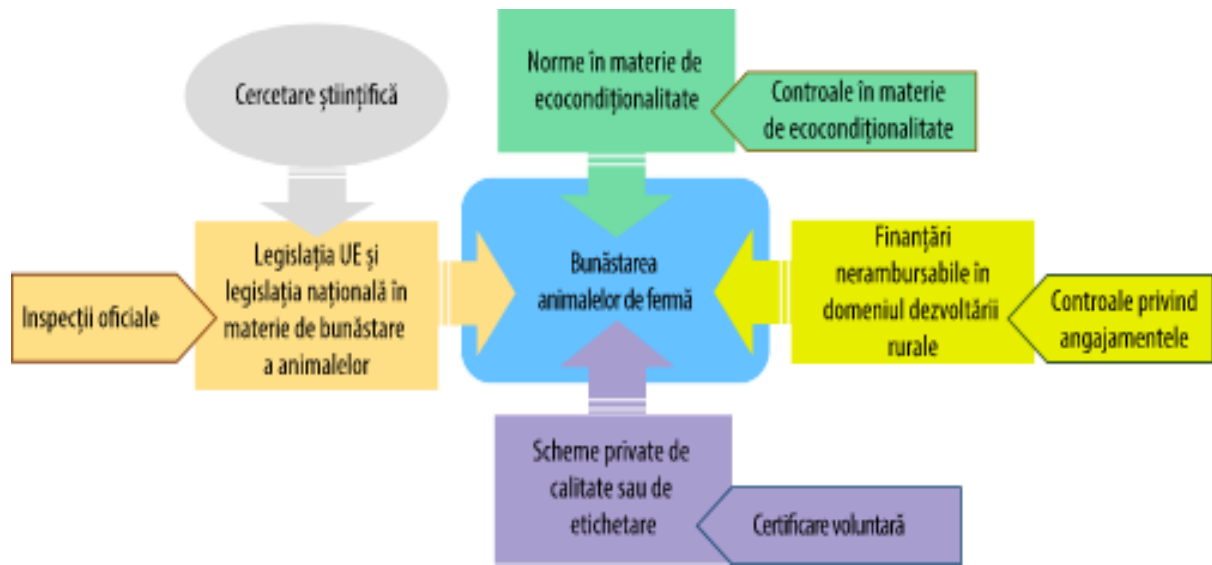 Cercetare științifică
Norme în materie de
ecocondiționalitate
Controale în materie
de ecocondiționalitate
Inspecții oficiale
Legislația UE și
legislația națională în
materie de bunăstare
a animalelor
Bunăstarea
animalelor de fermă
Finanțări
nerambursabile în
domeniul dezvoltării
rurale
Controale privind
angajamentele
Scheme private de
calitate sau de
etichetare
Certificare voluntară